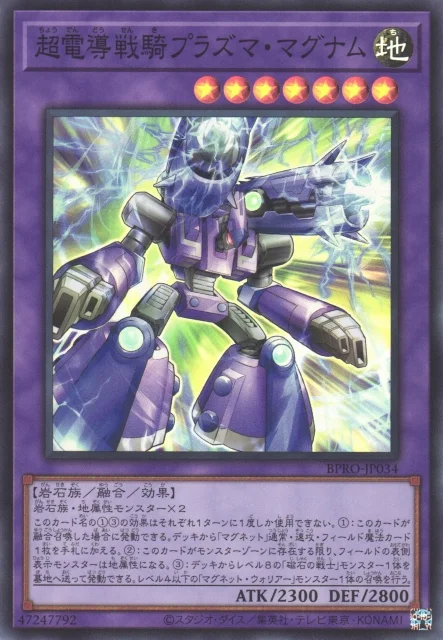 超電導戦騎プラズマ・マグナム
地
BPRO-JP034
【岩石族／融合／効果】
岩石族・地属性モンスター×2
このカード名の①③の効果はそれぞれ1ターンに1度しか使用できない。①：このカードが
融合召喚した場合に発動できる。デッキから「マグネット」通常・速攻・フィールド魔法カード
1枚を手札に加える。②：このカードがモンスターゾーンに存在する限り、フィールドの表側
表示モンスターは地属性になる。③：デッキからレベル8の「磁石の戦士」モンスター1体を
墓地へ送って発動できる。レベル4以下の「マグネット・ウォリアー」モンスター1体の召喚を行う。
ATK/2300 DEF/2800
47247792
©スタジオ・ダイス／集英社・テレビ東京・KONAMI